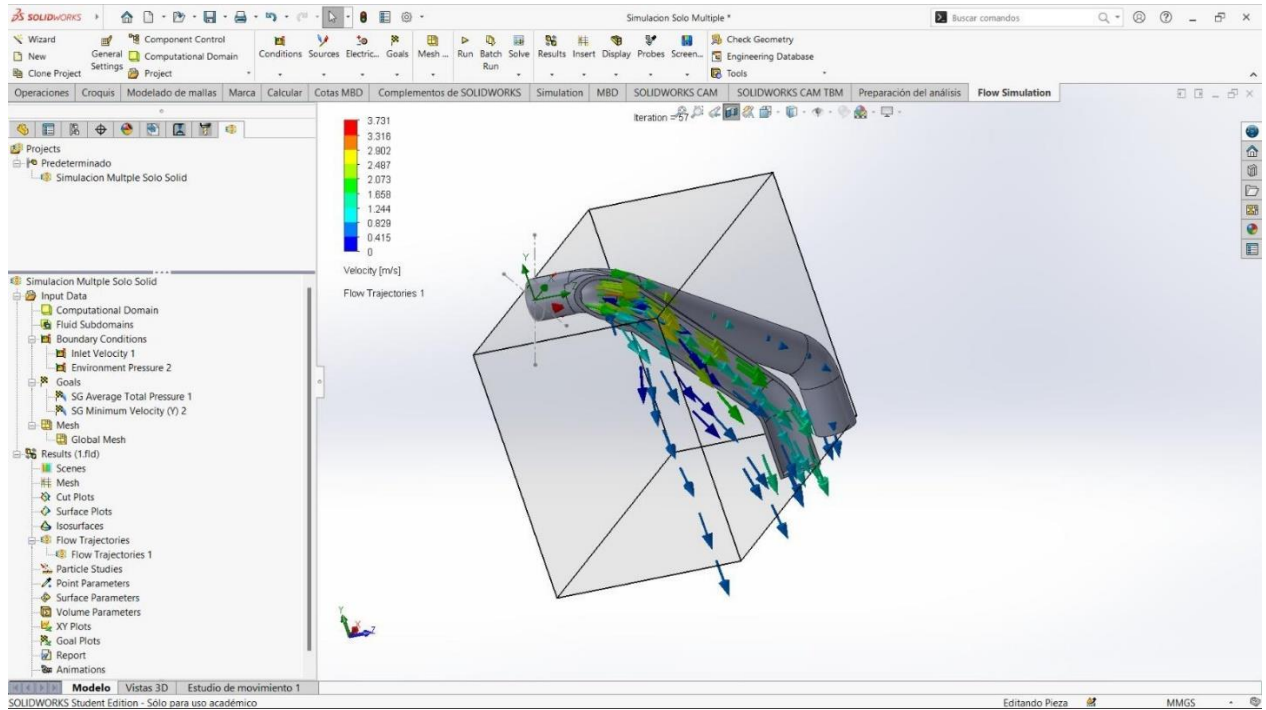 SOLIDWORKS
Simulacion Solo Multiple *
Buscar comandos
Wizard
New
Clone Project
General Settings
Component Control
Computational Domain
Project
Conditions
Sources
Electric...
Goals
Mesh ...
Run
Batch Run
Solve
Results
Insert
Display
Probes
Screen...
Check Geometry
Engineering Database
Tools
Operaciones
Croquis
Modelado de mallas
Marca
Calcular
Cotas MBD
Complementos de SOLIDWORKS
Simulation
MBD
SOLIDWORKS CAM
SOLIDWORKS CAM TBM
Preparación del análisis
Flow Simulation
Projects
Predeterminado
Simulacion Multple Solo Solid
Simulacion Multple Solo Solid
Input Data
Computational Domain
Fluid Subdomains
Boundary Conditions
Inlet Velocity 1
Environment Pressure 2
Goals
SG Average Total Pressure 1
SG Minimum Velocity (Y) 2
Mesh
Global Mesh
Results (1.fld)
Scenes
Mesh
Cut Plots
Surface Plots
Isosurfaces
Flow Trajectories
Flow Trajectories 1
Particle Studies
Point Parameters
Surface Parameters
Volume Parameters
XY Plots
Goal Plots
Report
Animations
3.731
3.316
2.902
2.487
2.073
1.658
1.244
0.829
0.415
0
Velocity [m/s]
Flow Trajectories 1
Iteration = 57
Y
Y
X
Z
Modelo
Vistas 3D
Estudio de movimiento 1
SOLIDWORKS Student Edition - Sólo para uso académico
Editando Pieza
MMGS